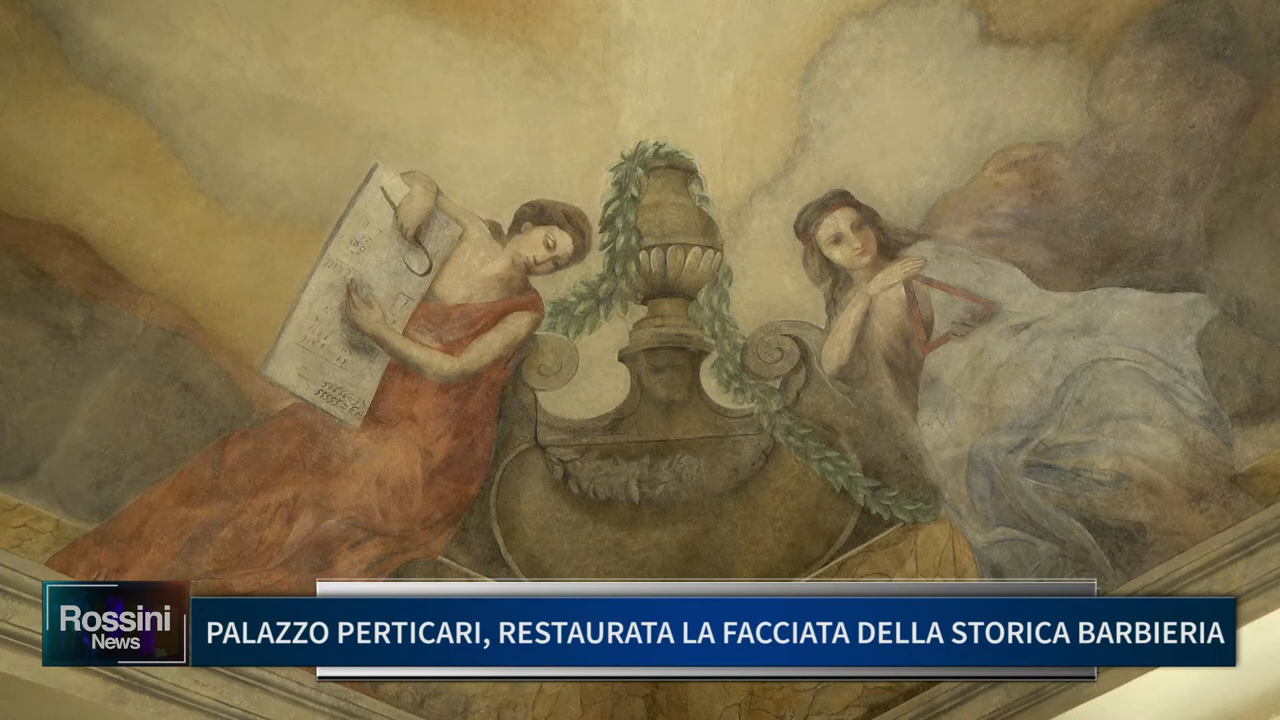 Rossini
News
PALAZZO PERTICARI, RESTAURATA LA FACCIATA DELLA STORICA BARBIERIA